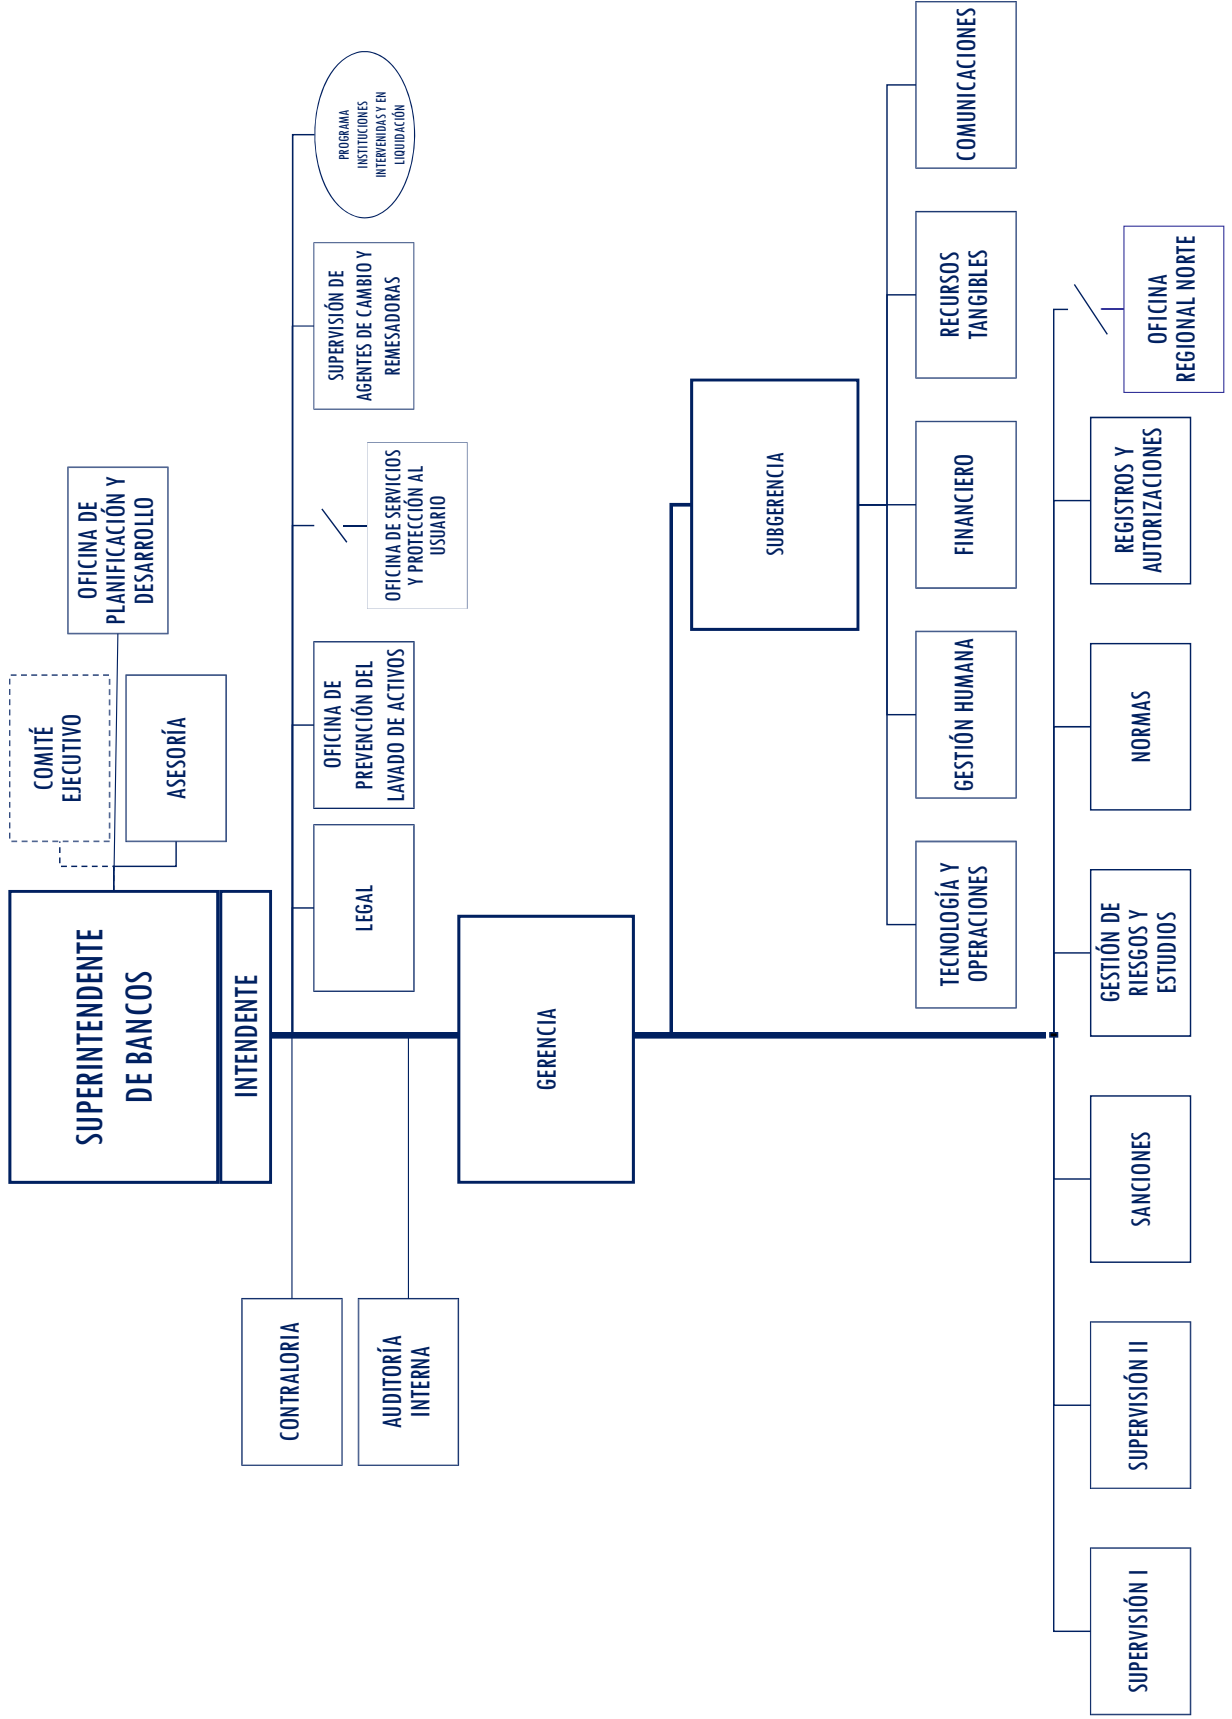 SUPERINTENDENTE
DE BANCOS
INTENDENTE
COMITÉ
EJECUTIVO
ASESORÍA
OFICINA DE
PLANIFICACIÓN Y
DESARROLLO
CONTRALORIA
AUDITORÍA
INTERNA
LEGAL
OFICINA DE
PREVENCIÓN DEL
LAVADO DE ACTIVOS
OFICINA DE SERVICIOS
Y PROTECCIÓN AL
USUARIO
SUPERVISIÓN DE
AGENTES DE CAMBIO Y
REMESADORAS
PROGRAMA
INSTITUCIONES
INTERVENIDAS Y EN
LIQUIDACIÓN
GERENCIA
SUBGERENCIA
TECNOLOGÍA Y
OPERACIONES
GESTIÓN HUMANA
FINANCIERO
RECURSOS
TANGIBLES
COMUNICACIONES
SUPERVISIÓN I
SUPERVISIÓN II
SANCIONES
GESTIÓN DE
RIESGOS Y
ESTUDIOS
NORMAS
REGISTROS Y
AUTORIZACIONES
OFICINA
REGIONAL NORTE